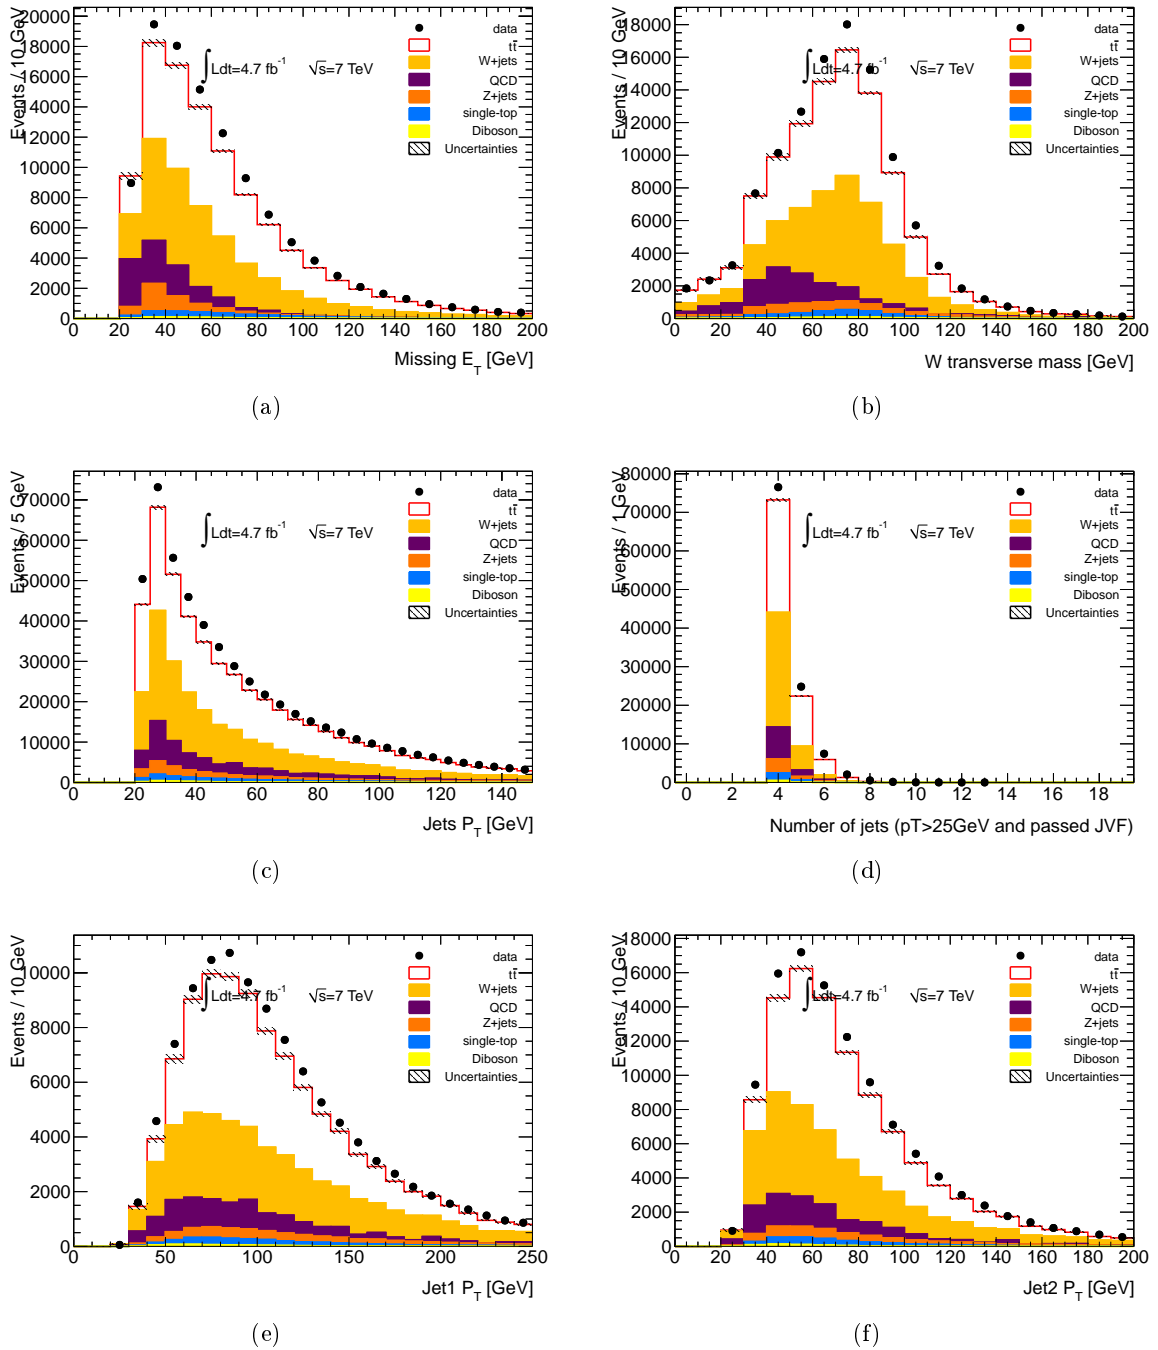 Events / 10 GeV
20000
18000
16000
14000
12000
10000
8000
6000
4000
2000
0
0 20 40 60 80 100 120 140 160 180 200
Missing E_T [GeV]
∫Ldt=4.7 fb⁻¹ √s=7 TeV
data
tt̄
W+jets
QCD
Z+jets
single-top
Diboson
Uncertainties
(a)
Events / 10 GeV
18000
16000
14000
12000
10000
8000
6000
4000
2000
0
0 20 40 60 80 100 120 140 160 180 200
W transverse mass [GeV]
∫Ldt=4.7 fb⁻¹ √s=7 TeV
data
tt̄
W+jets
QCD
Z+jets
single-top
Diboson
Uncertainties
(b)
Events / 5 GeV
70000
60000
50000
40000
30000
20000
10000
0
0 20 40 60 80 100 120 140
Jets P_T [GeV]
∫Ldt=4.7 fb⁻¹ √s=7 TeV
data
tt̄
W+jets
QCD
Z+jets
single-top
Diboson
Uncertainties
(c)
Events / 1 GeV
80000
70000
60000
50000
40000
30000
20000
10000
0
0 2 4 6 8 10 12 14 16 18
Number of jets (pT>25GeV and passed JVF)
∫Ldt=4.7 fb⁻¹ √s=7 TeV
data
tt̄
W+jets
QCD
Z+jets
single-top
Diboson
Uncertainties
(d)
Events / 10 GeV
10000
8000
6000
4000
2000
0
0 50 100 150 200 250
Jet1 P_T [GeV]
∫Ldt=4.7 fb⁻¹ √s=7 TeV
data
tt̄
W+jets
QCD
Z+jets
single-top
Diboson
Uncertainties
(e)
Events / 10 GeV
18000
16000
14000
12000
10000
8000
6000
4000
2000
0
0 20 40 60 80 100 120 140 160 180 200
Jet2 P_T [GeV]
∫Ldt=4.7 fb⁻¹ √s=7 TeV
data
tt̄
W+jets
QCD
Z+jets
single-top
Diboson
Uncertainties
(f)